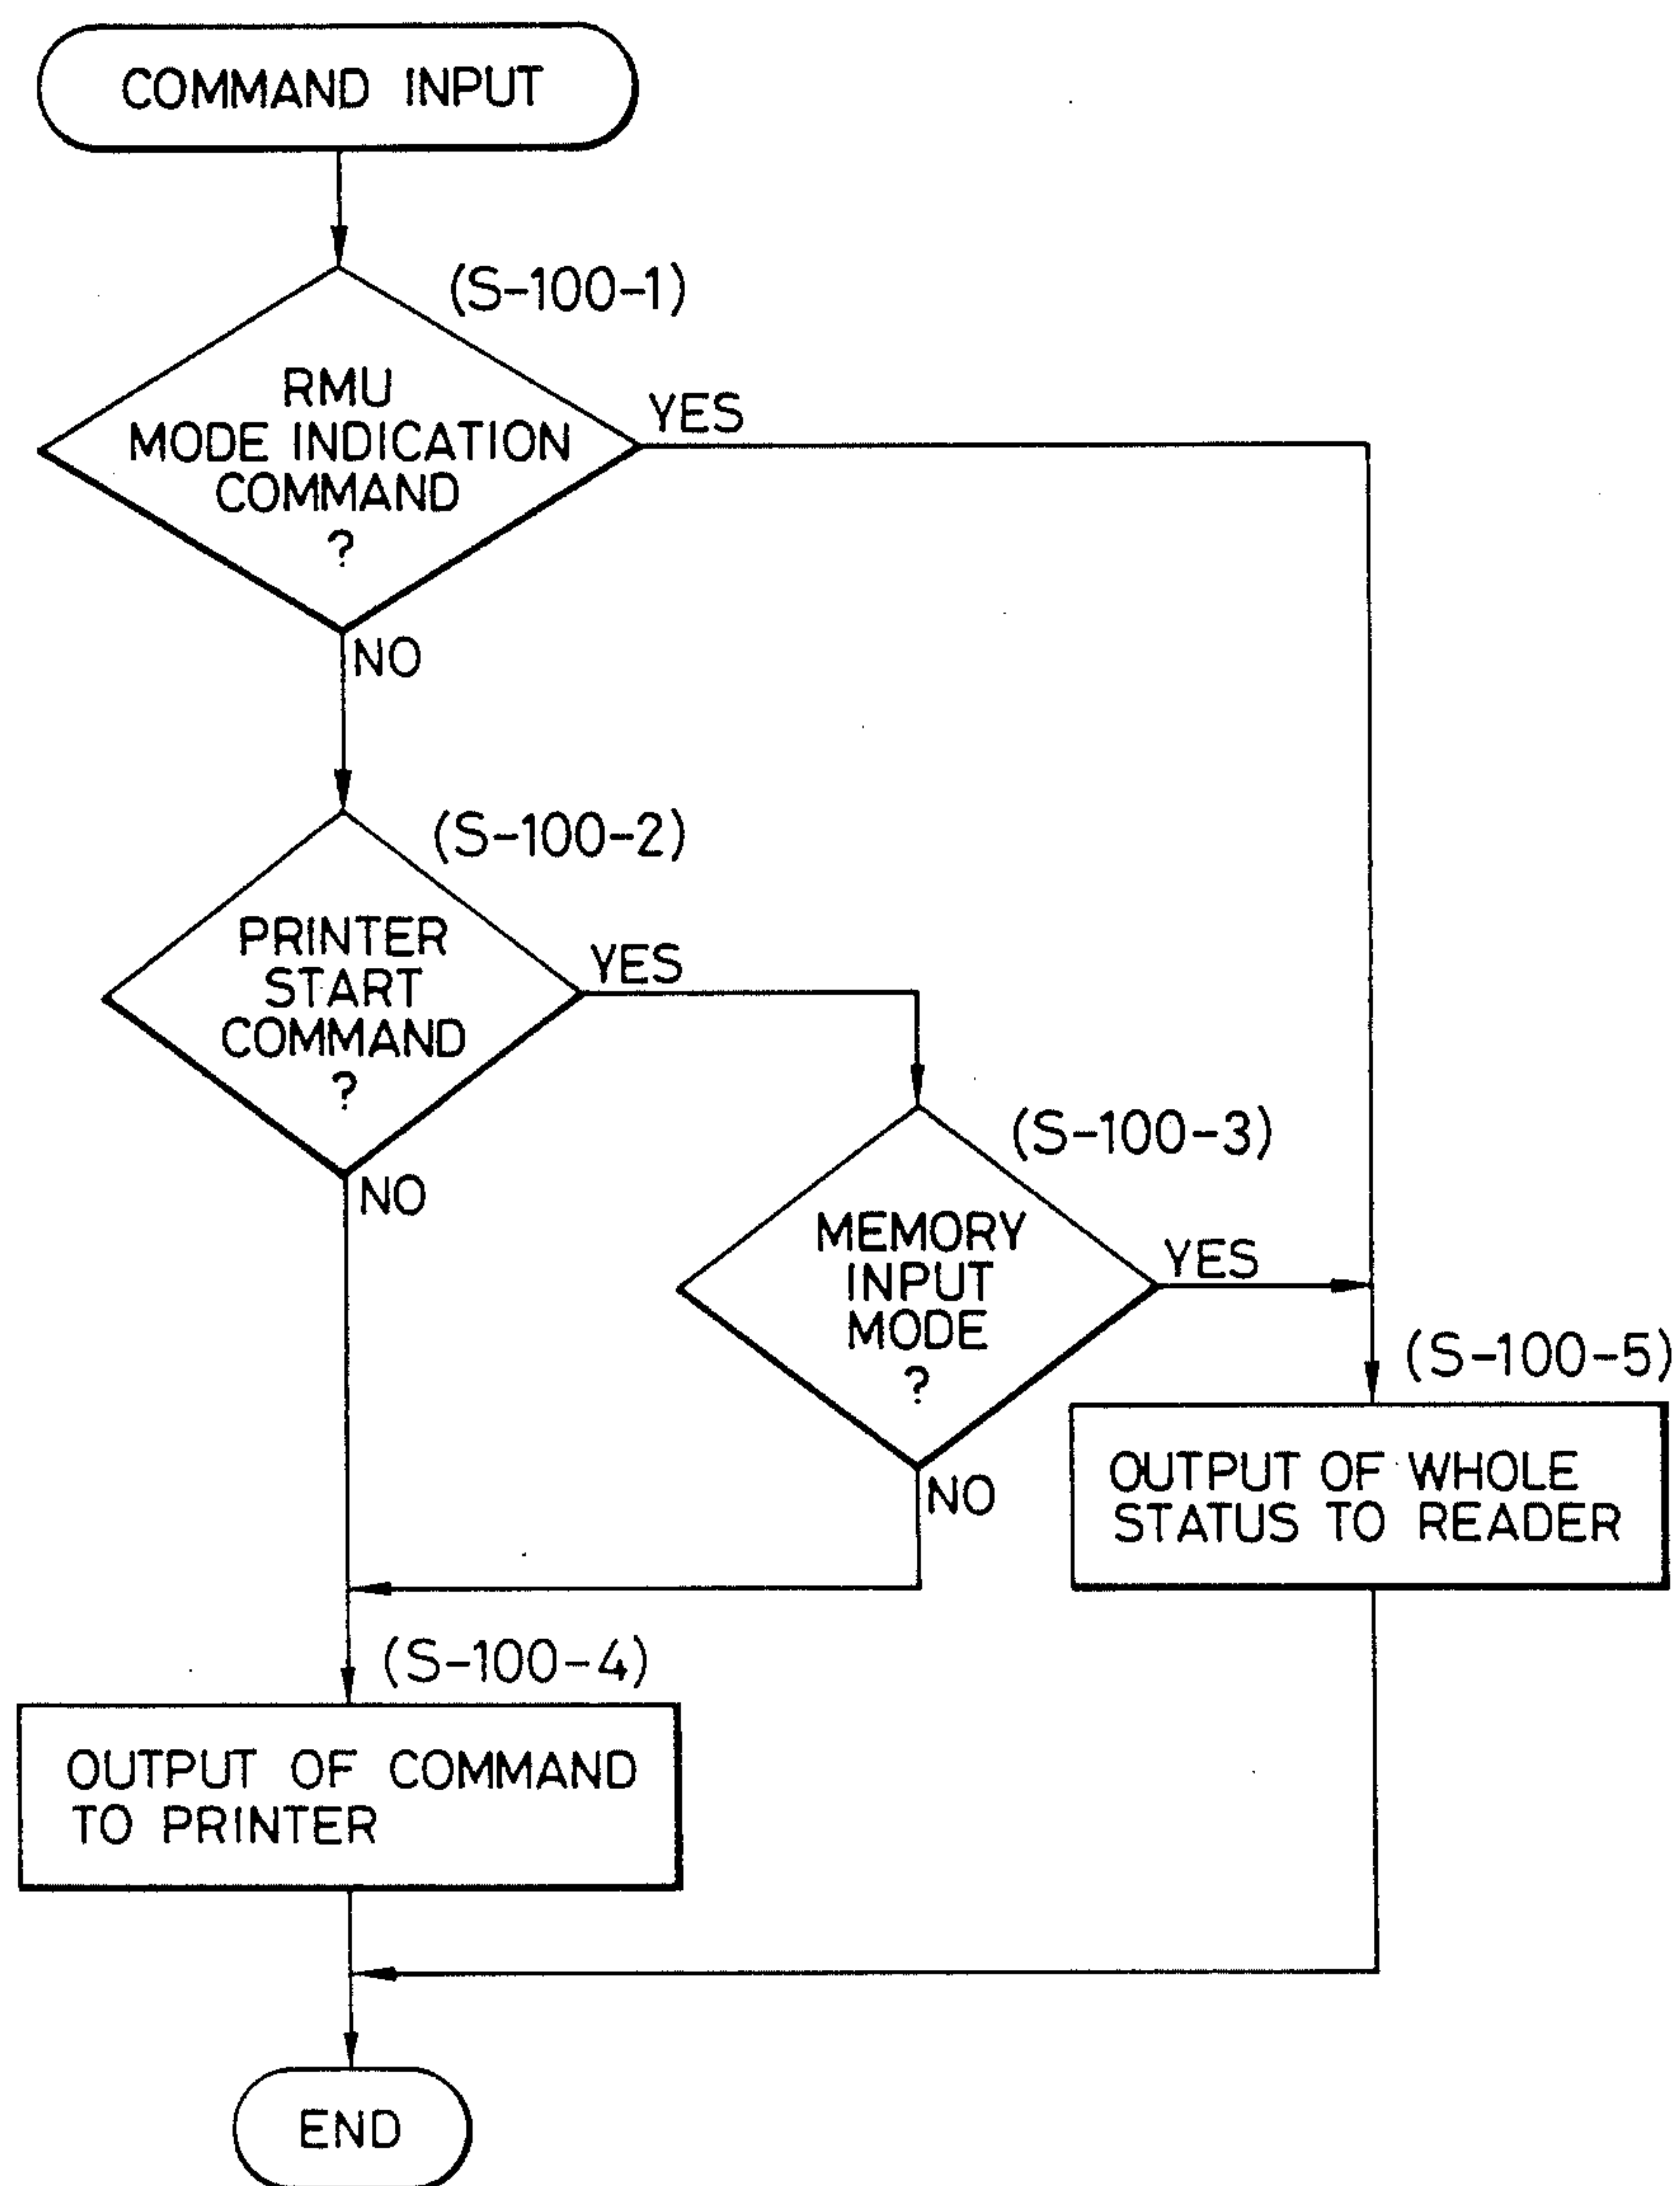 COMMAND INPUT
(S-100-1)
RMU
MODE INDICATION
COMMAND
?
YES
NO
(S-100-2)
PRINTER
START
COMMAND
?
YES
NO
(S-100-3)
MEMORY
INPUT
MODE
?
YES
NO
(S-100-5)
OUTPUT OF WHOLE
STATUS TO READER
(S-100-4)
OUTPUT OF COMMAND
TO PRINTER
END